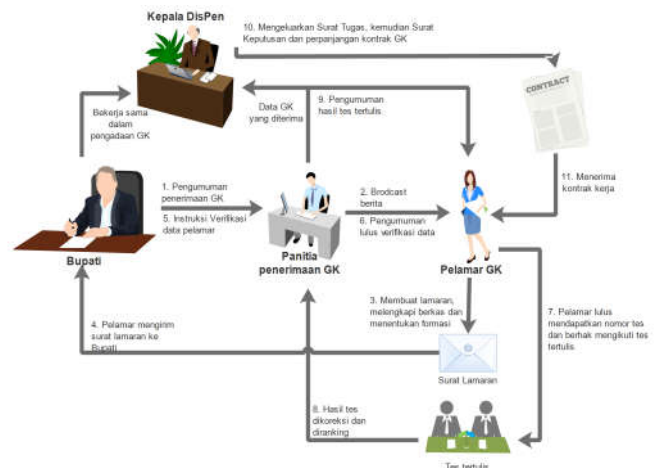 Kepala DisPen
10. Mengeluarkan Surat Tugas, kemudian Surat
Keputusan dan perpanjangan kontrak GK
CONTRACT
Bekerja sama
dalam
pengadaan GK
Data GK
yang diterima
9. Pengumuman
hasil tes tertulis
11. Menerima
kontrak kerja
1. Pengumuman
penerimaan GK
5. Instruksi Verifikasi
data pelamar
2. Brodcast
berita
6. Pengumuman
lulus verifikasi data
Bupati
Panitia
penerimaan GK
Pelamar GK
3. Membuat lamaran,
melengkapi berkas dan
menentukan formasi
7. Pelamar lulus
mendapatkan nomor tes
dan berhak mengikuti tes
tertulis
4. Pelamar mengirim
surat lamaran ke
Bupati
Surat Lamaran
8. Hasil tes
dikoreksi dan
diranking
Tes tertulis